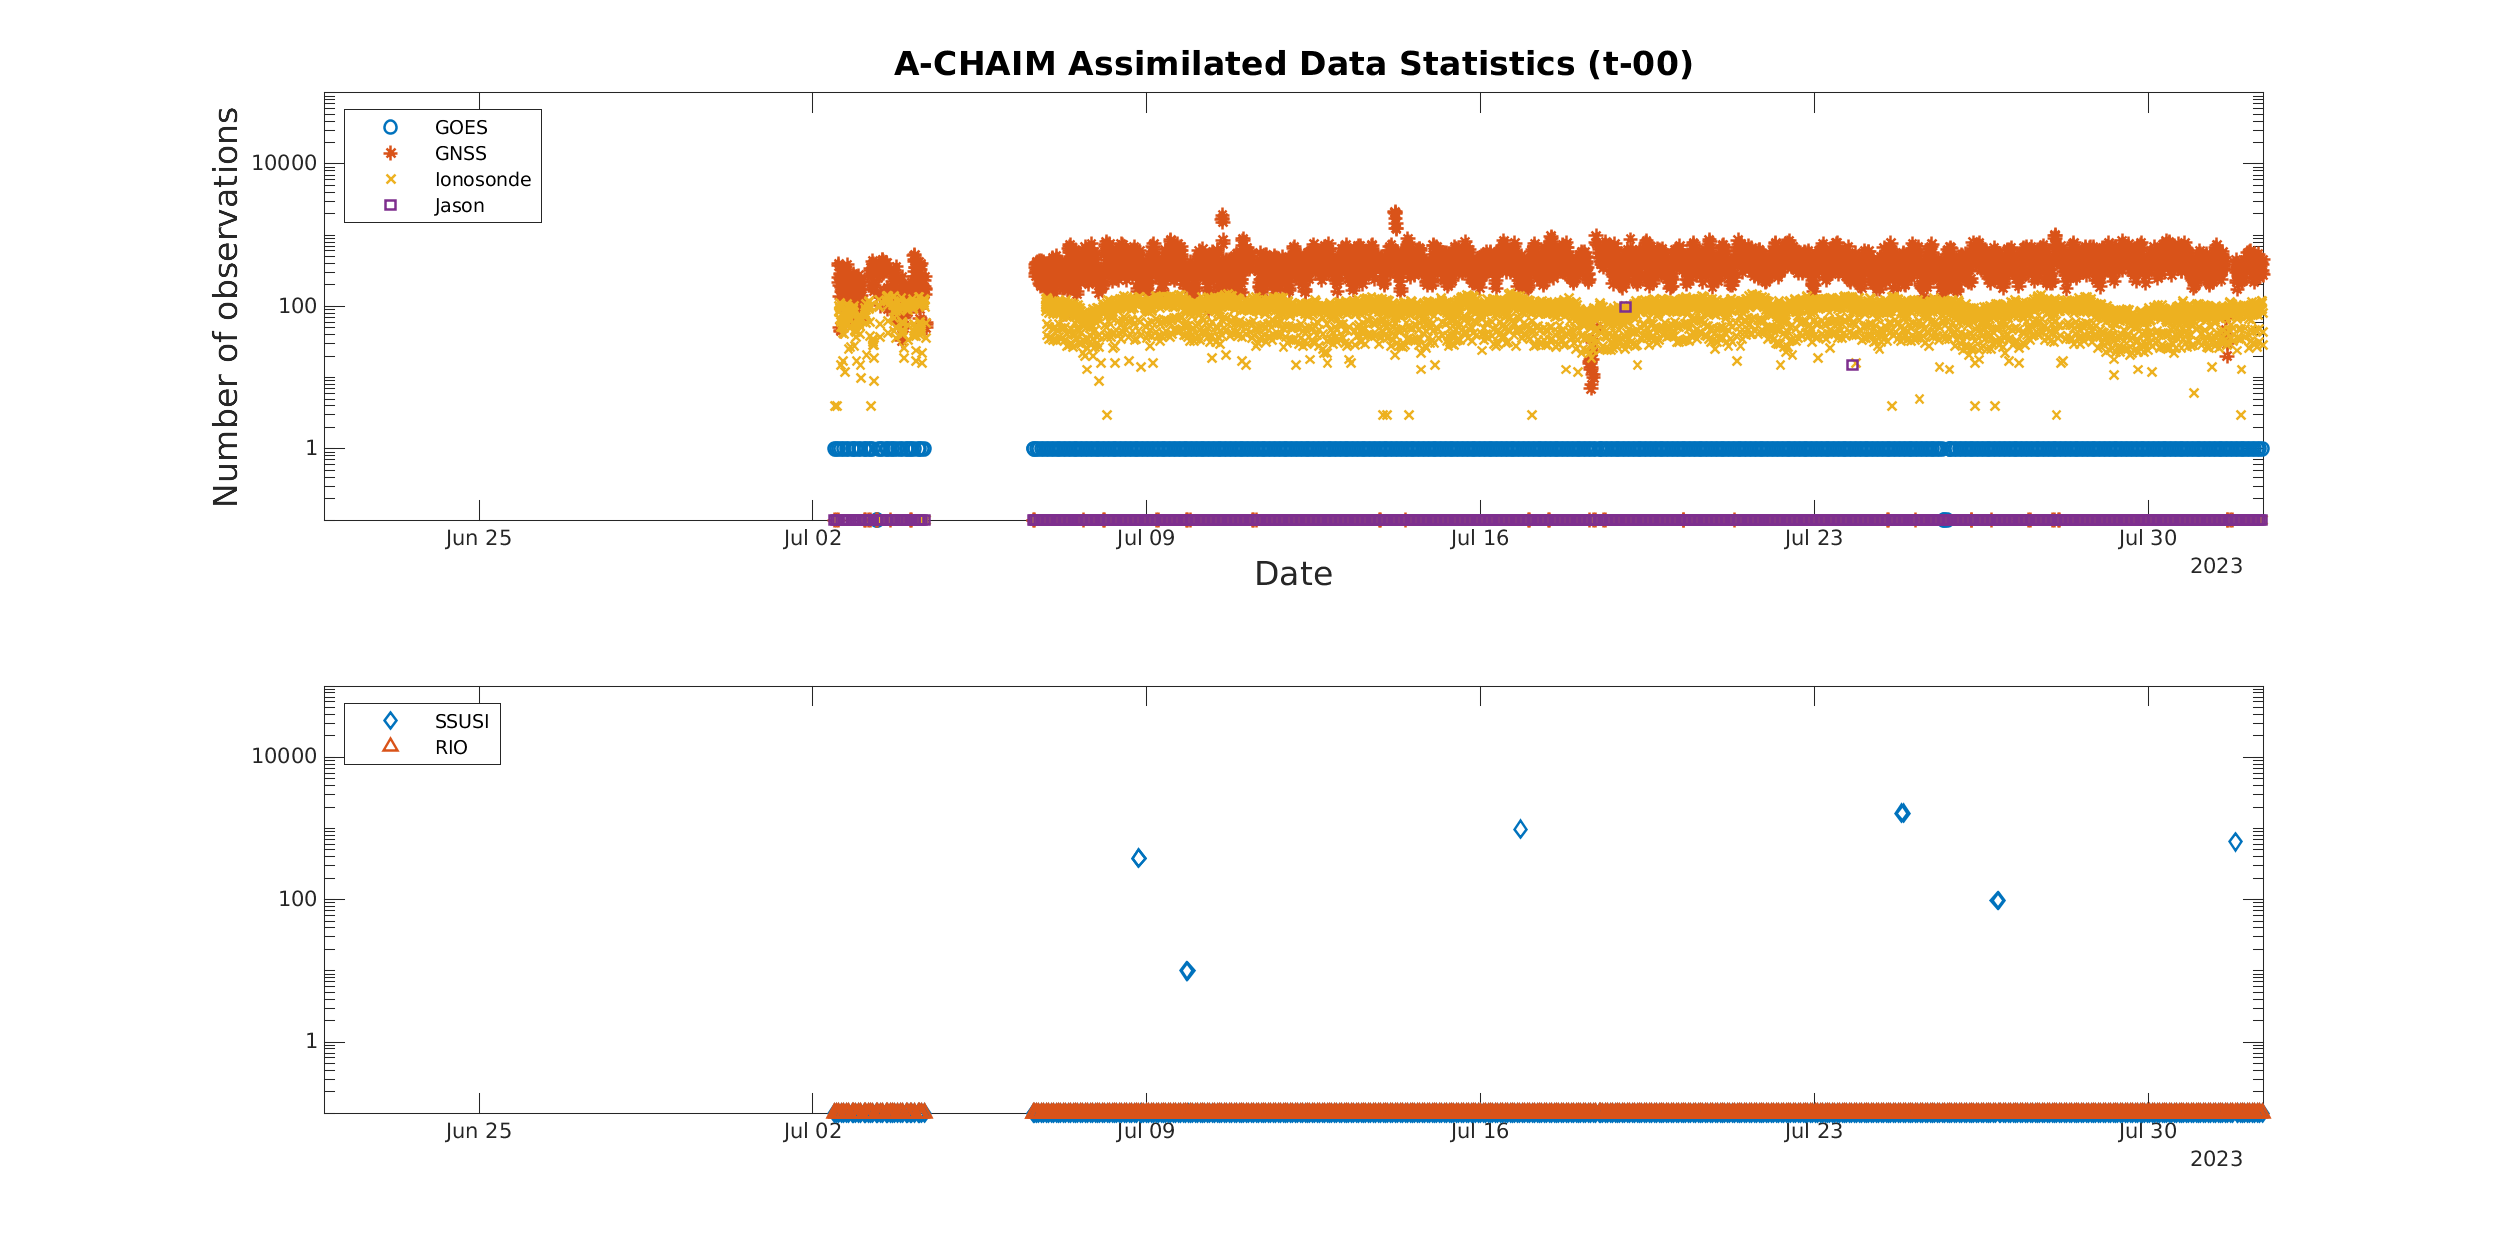 A-CHAIM Assimilated Data Statistics (t-00)
Number of observations
GOES
GNSS
Ionosonde
Jason
10000
100
1
Jun 25
Jul 02
Jul 09
Jul 16
Jul 23
Jul 30
2023
Date
SSUSI
RIO
10000
100
1
Jun 25
Jul 02
Jul 09
Jul 16
Jul 23
Jul 30
2023